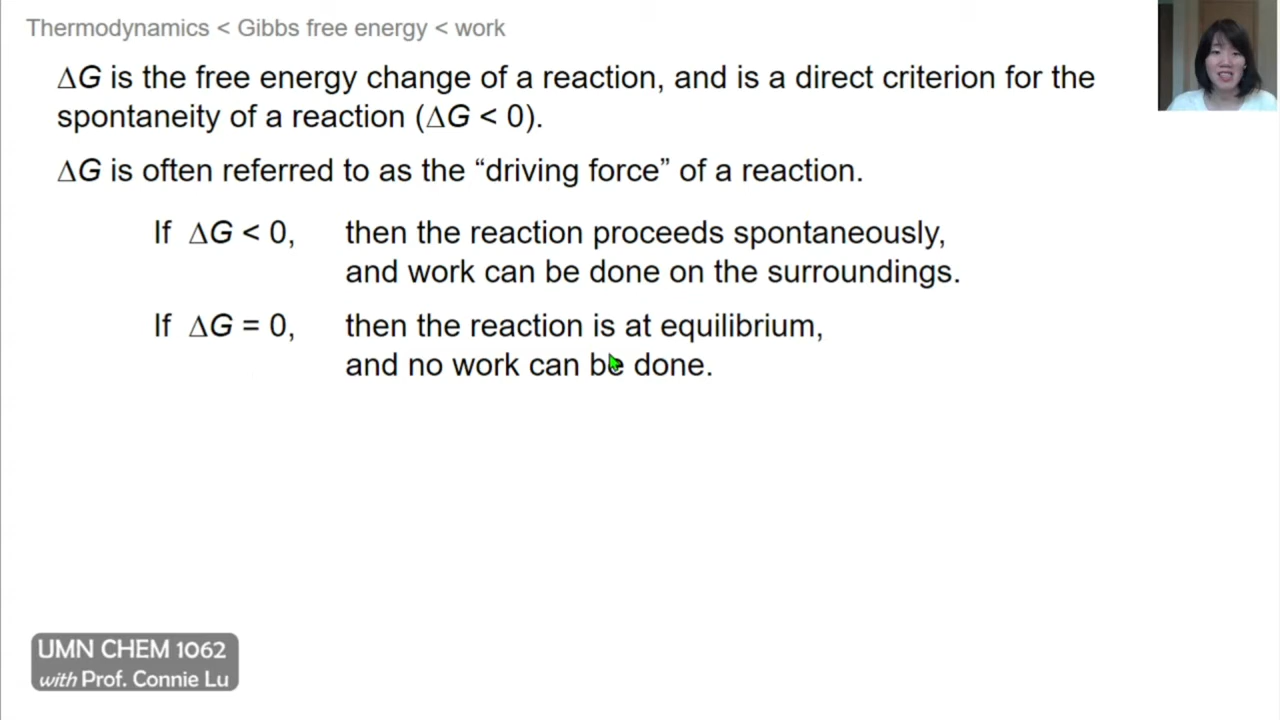 Thermodynamics < Gibbs free energy < work
ΔG is the free energy change of a reaction, and is a direct criterion for the
spontaneity of a reaction (ΔG < 0).
ΔG is often referred to as the “driving force” of a reaction.
If ΔG < 0, then the reaction proceeds spontaneously,
and work can be done on the surroundings.
If ΔG = 0, then the reaction is at equilibrium,
and no work can be done.
UMN CHEM 1062
with Prof. Connie Lu